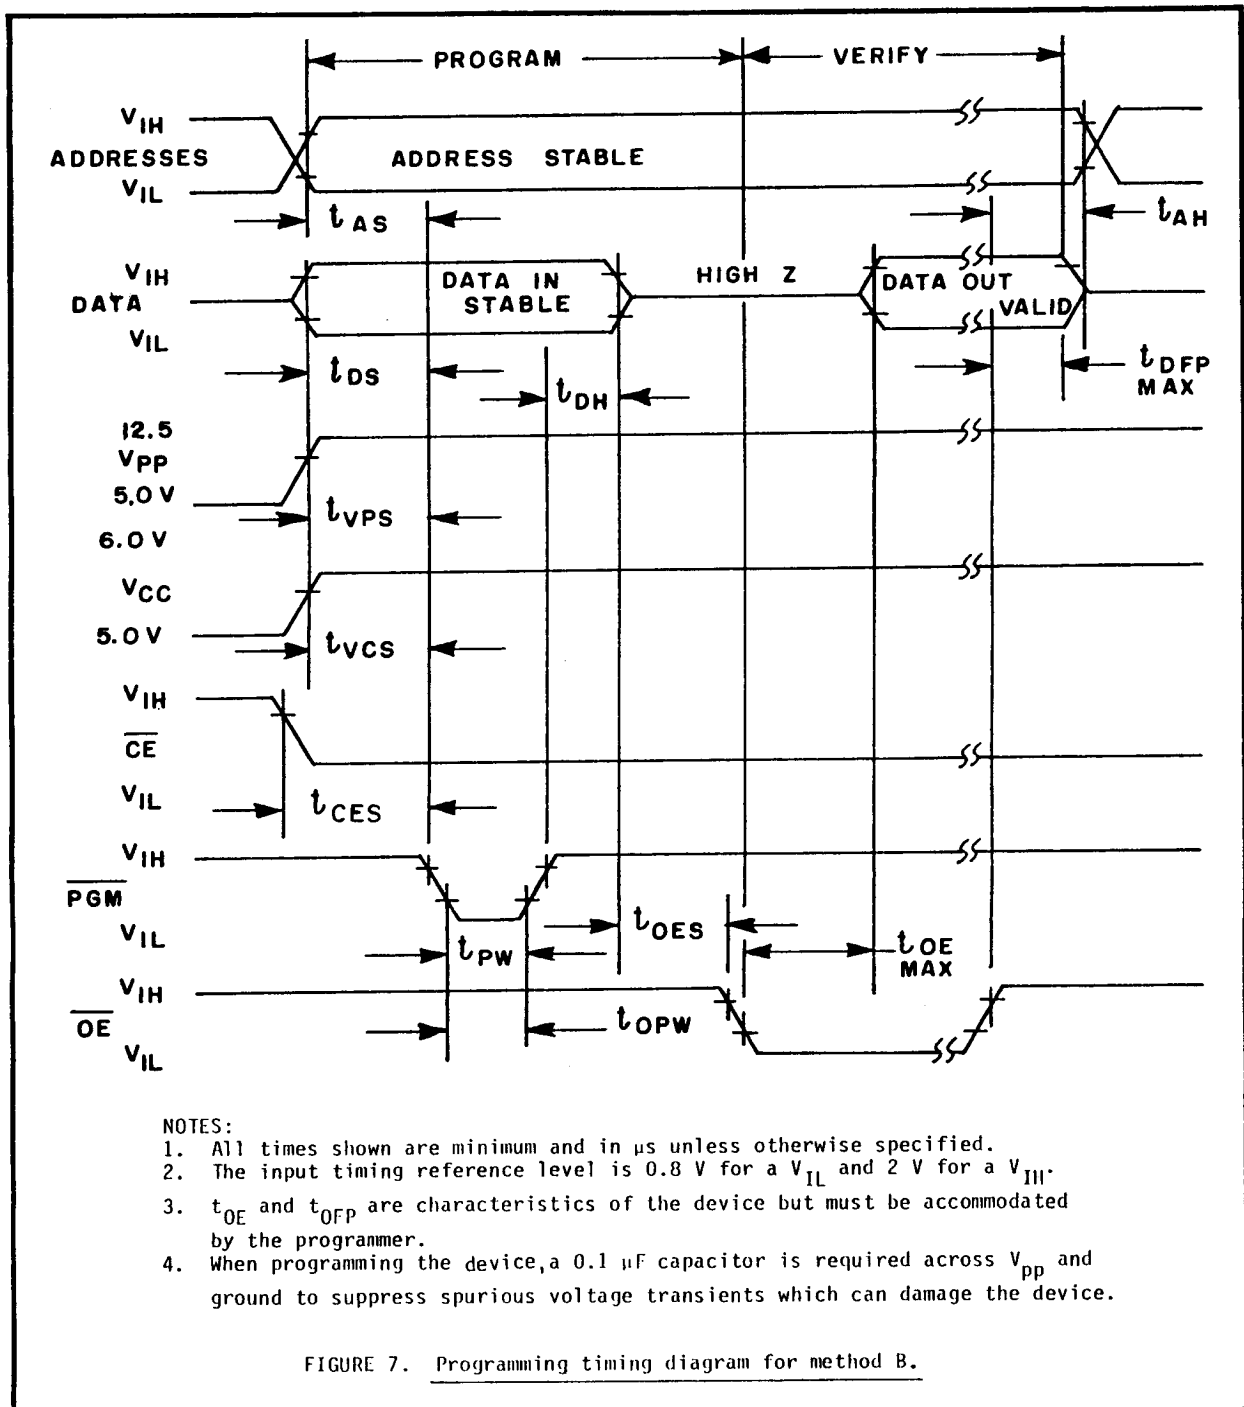 PROGRAM
VERIFY
VIH
ADDRESSES
ADDRESS STABLE
VIL
tAS
tAH
VIH
DATA
DATA IN
STABLE
HIGH Z
DATA OUT
VALID
VIL
tDS
tDH
tDFP
MAX
12.5
VPP
5.0 V
tVPS
6.0 V
VCC
5.0 V
tVCS
VIH
CE
VIL
tCES
VIH
PGM
VIL
tPW
tOES
tOE
MAX
VIH
OE
VIL
tOPW
NOTES:
1. All times shown are minimum and in μs unless otherwise specified.
2. The input timing reference level is 0.8 V for a VIL and 2 V for a VIH.
3. tOE and tOFP are characteristics of the device but must be accommodated
by the programmer.
4. When programming the device, a 0.1 μF capacitor is required across Vpp and
ground to suppress spurious voltage transients which can damage the device.
FIGURE 7. Programming timing diagram for method B.